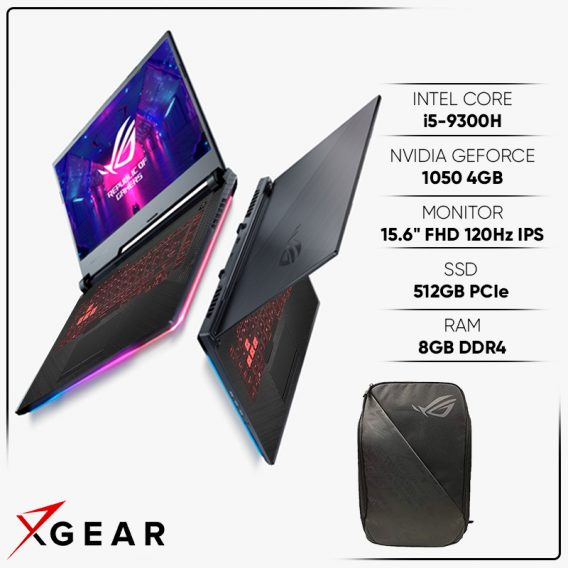 REPUBLIC OF
GAMERS
INTEL CORE
i5-9300H
NVIDIA GEFORCE
1050 4GB
MONITOR
15.6" FHD 120Hz IPS
SSD
512GB PCIe
RAM
8GB DDR4
XGEAR